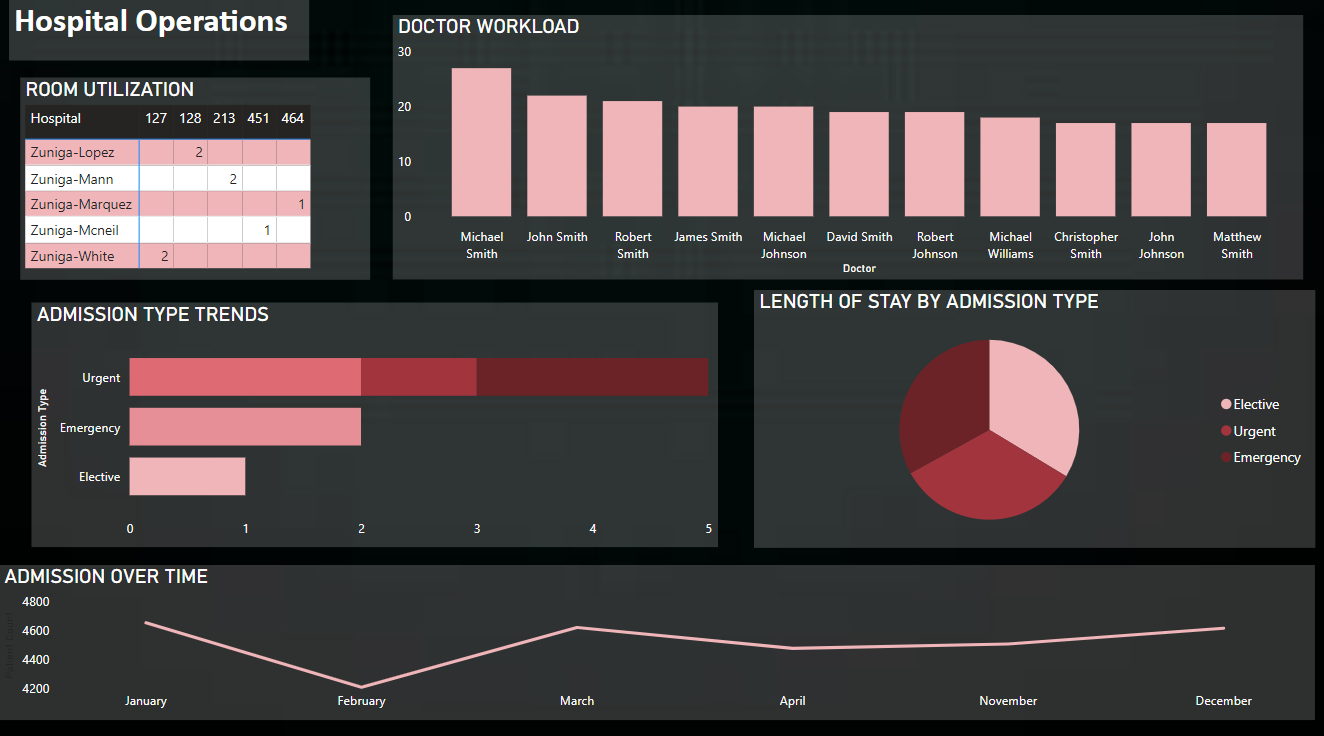 Hospital Operations
ROOM UTILIZATION
Hospital 127 128 213 451 464
Zuniga-Lopez 2
Zuniga-Mann 2
Zuniga-Marquez 1
Zuniga-Mcneil 1
Zuniga-White 2
DOCTOR WORKLOAD
30
20
10
0
Michael Smith
John Smith
Robert Smith
James Smith
Michael Johnson
David Smith
Robert Johnson
Michael Williams
Christopher Smith
John Johnson
Matthew Smith
Doctor
ADMISSION TYPE TRENDS
Admission Type
Urgent
Emergency
Elective
0 1 2 3 4 5
LENGTH OF STAY BY ADMISSION TYPE
Elective
Urgent
Emergency
ADMISSION OVER TIME
4800
4600
4400
4200
January February March April November December